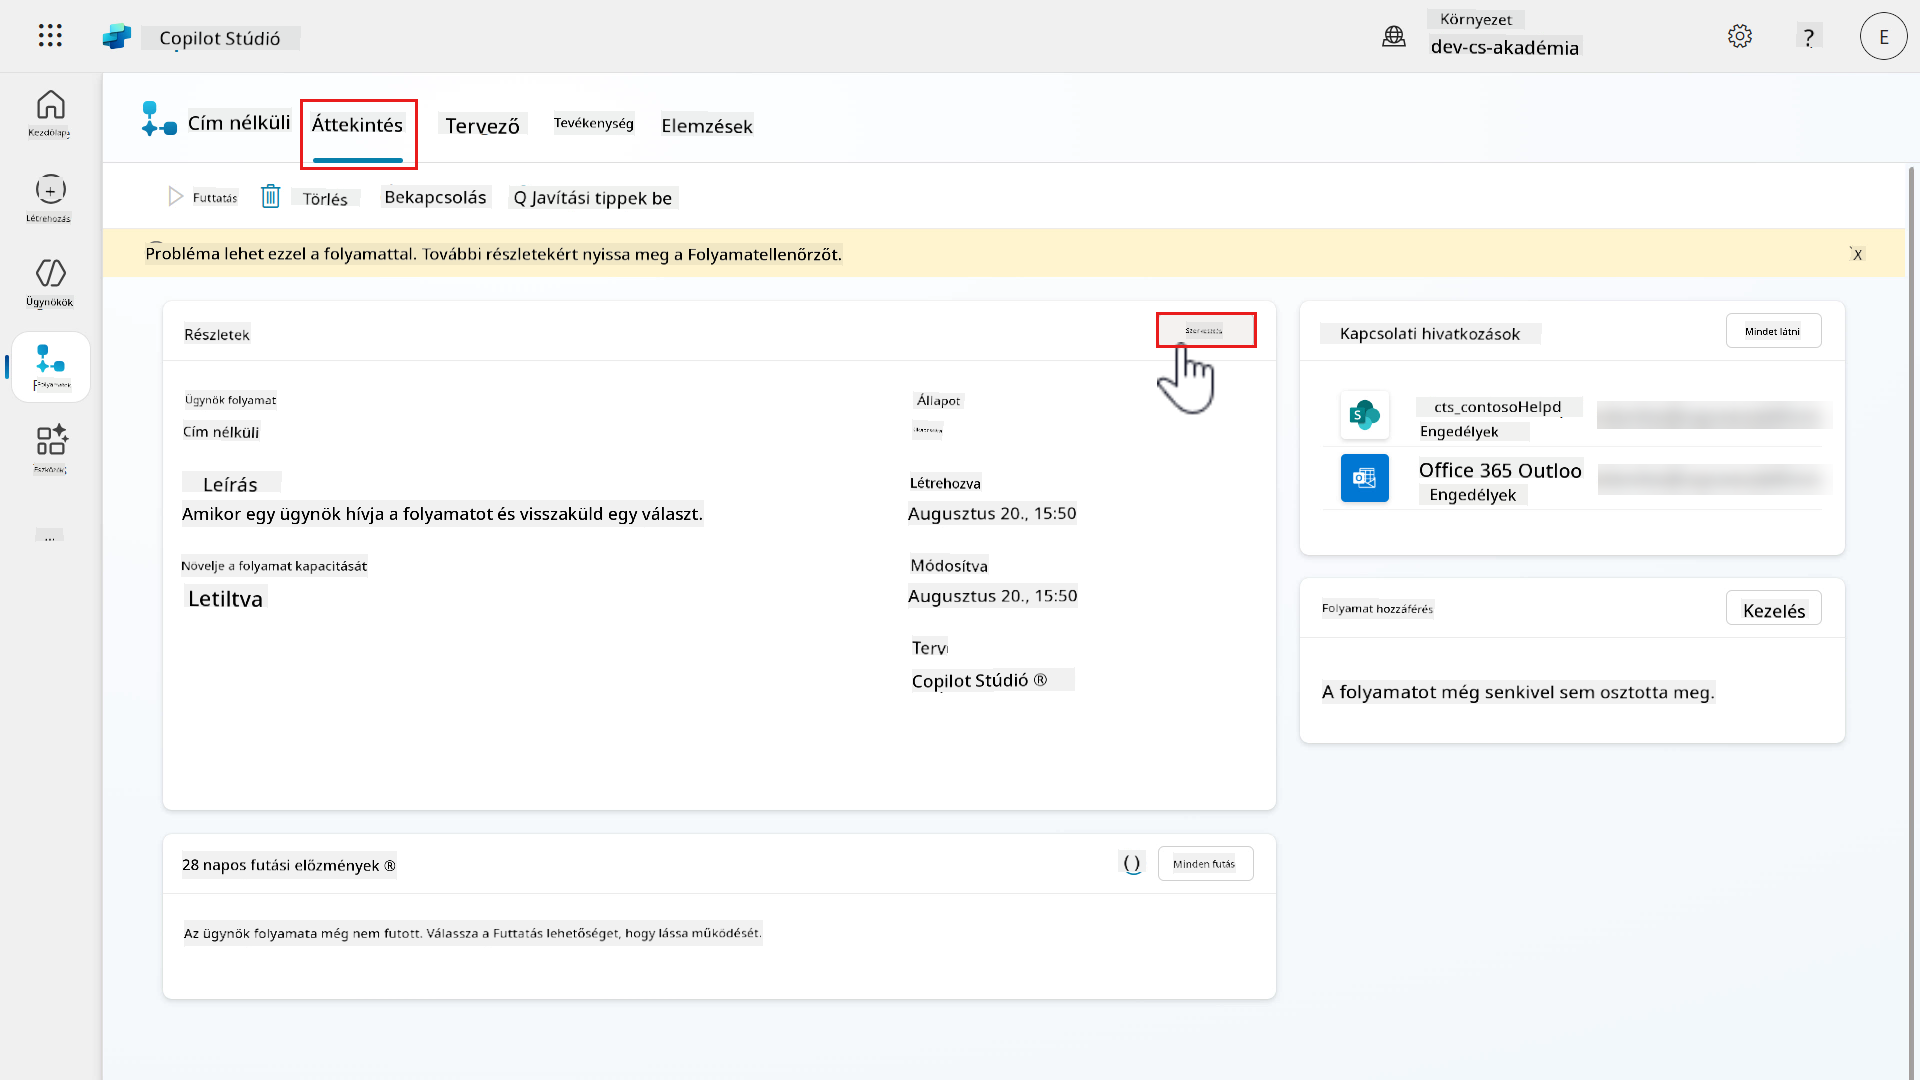 Copilot Stúdió
Környezet
dev-cs-akadémia
?
E
Kezdőlap
Létrehozás
Ügynökök
...
Cím nélküli
Áttekintés
Tervező
Tevékenység
Elemzések
Futtatás
Törlés
Bekapcsolás
Q Javítási tippek be
Probléma lehet ezzel a folyamattal. További részletekért nyissa meg a Folyamatellenőrzőt.
X
Részletek
Ügynök folyamat
Cím nélküli
Leírás
Amikor egy ügynök hívja a folyamatot és visszaküld egy választ.
Növelje a folyamat kapacitását
Letiltva
Állapot
Létrehozva
Augusztus 20., 15:50
Módosítva
Augusztus 20., 15:50
Terv
Copilot Stúdió ®
Kapcsolati hivatkozások
Mindet látni
cts_contosoHelpd
Engedélyek
Office 365 Outloo
Engedélyek
Folyamat hozzáférés
Kezelés
A folyamatot még senkivel sem osztotta meg.
28 napos futási előzmények ®
()
Minden futás
Az ügynök folyamata még nem futott. Válassza a Futtatás lehetőséget, hogy lássa működését.